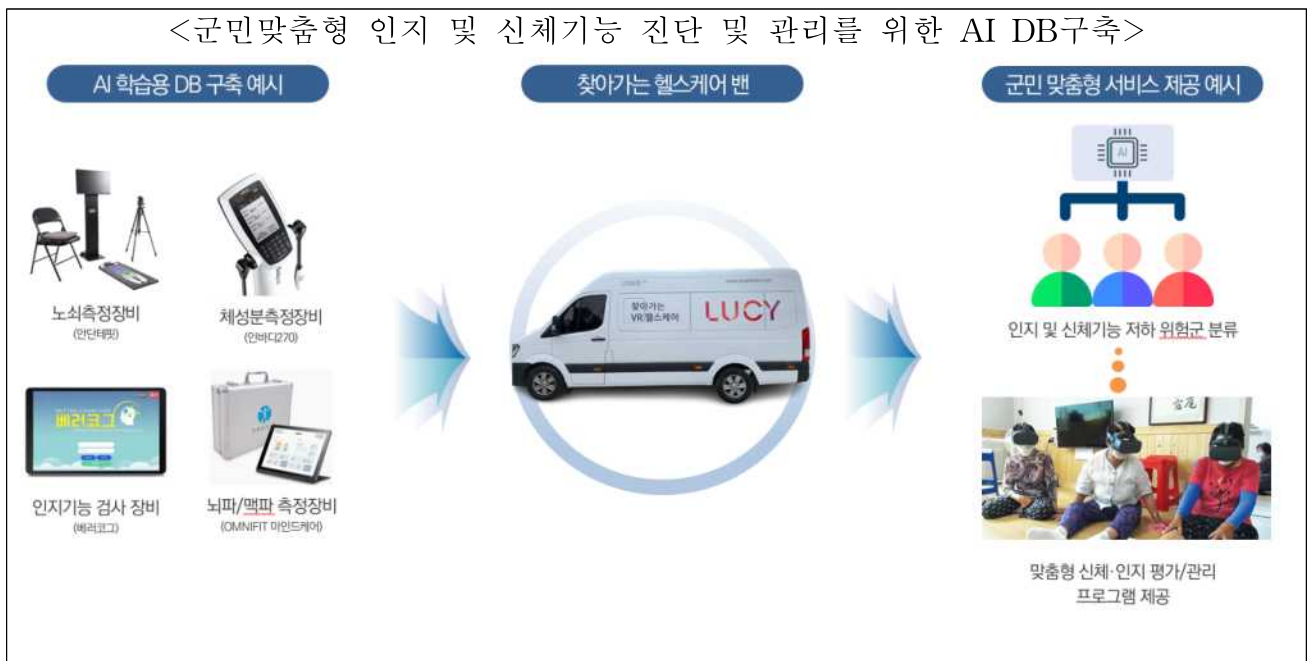 <군민맞춤형 인지 및 신체기능 진단 및 관리를 위한 AI DB구축>
AI 학습용 DB 구축 예시
노쇠측정장비
(안단테핏)
체성분측정장비
(인바디270)
베러코그
인지기능 검사 장비
(베러코그)
뇌파/맥파 측정장비
(OMNIFIT 마인드케어)
찾아가는 헬스케어 밴
찾아가는
VR헬스케어
LUCY
군민 맞춤형 서비스 제공 예시
AI
인지 및 신체기능 저하 위험군 분류
맞춤형 신체·인지 평가/관리
프로그램 제공